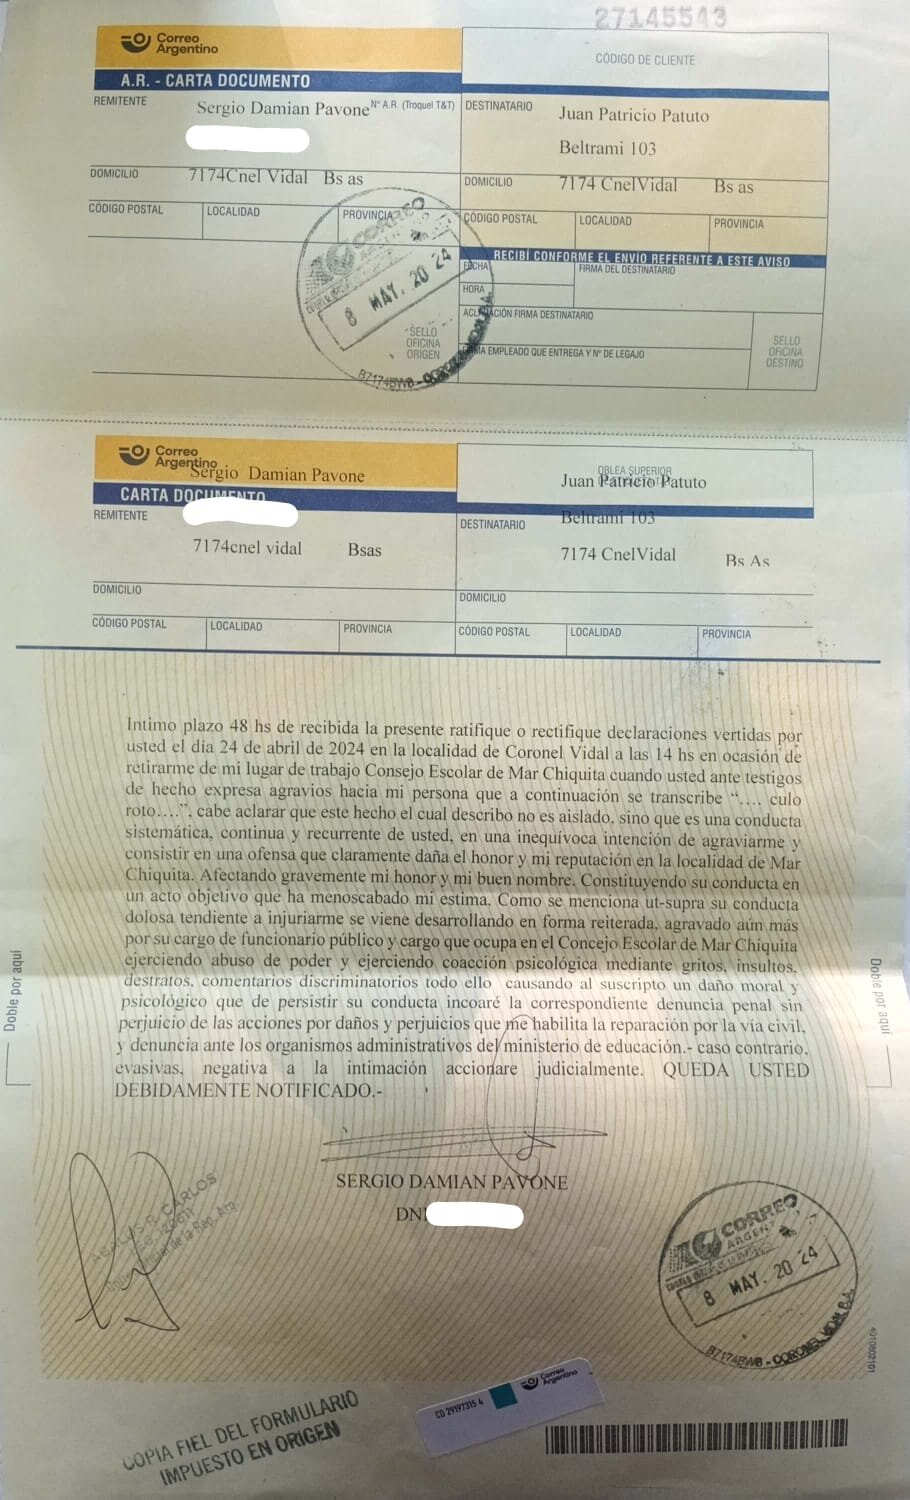 27145543
Correo
Argentino
CÓDIGO DE CLIENTE
A.R. - CARTA DOCUMENTO
REMITENTE
Sergio Damian Pavone
Nº A.R. (Troquel T&T)
DESTINATARIO
Juan Patricio Patuto
Beltrami 103
DOMICILIO
7174Cnel Vidal Bs as
DOMICILIO
7174 CnelVidal Bs as
CÓDIGO POSTAL
LOCALIDAD
PROVINCIA
CÓDIGO POSTAL
LOCALIDAD
PROVINCIA
RECIBÍ CONFORME EL ENVÍO REFERENTE A ESTE AVISO
FECHA
FIRMA DEL DESTINATARIO
HORA
ACLARACIÓN FIRMA DESTINATARIO
FIRMA EMPLEADO QUE ENTREGA Y Nº DE LEGAJO
SELLO
OFICINA
DESTINO
SELLO
OFICINA
ORIGEN
CORREO
8 MAY. 20 24
B7174BWB -
Correo
Argentino
Sergio Damian Pavone
OBLEA SUPERIOR
Juan Patricio Patuto
CARTA DOCUMENTO
REMITENTE
DESTINATARIO
Beltrami 103
7174cnel vidal Bsas
7174 CnelVidal Bs As
DOMICILIO
DOMICILIO
CÓDIGO POSTAL
LOCALIDAD
PROVINCIA
CÓDIGO POSTAL
LOCALIDAD
PROVINCIA
Intimo plazo 48 hs de recibida la presente ratifique o rectifique declaraciones vertidas por
usted el día 24 de abril de 2024 en la localidad de Coronel Vidal a las 14 hs en ocasión de
retirarme de mi lugar de trabajo Consejo Escolar de Mar Chiquita cuando usted ante testigos
de hecho expresa agravios hacia mi persona que a continuación se transcribe “.... culo
roto....”, cabe aclarar que este hecho el cual describo no es aislado, sino que es una conducta
sistemática, continua y recurrente de usted, en una inequívoca intención de agraviarme y
consistir en una ofensa que claramente daña el honor y mi reputación en la localidad de Mar
Chiquita. Afectando gravemente mi honor y mi buen nombre. Constituyendo su conducta en
un acto objetivo que ha menoscabado mi estima. Como se menciona ut-supra su conducta
dolosa tendiente a injuriarme se viene desarrollando en forma reiterada, agravado aún más
por su cargo de funcionario público y cargo que ocupa en el Concejo Escolar de Mar Chiquita
ejerciendo abuso de poder y ejerciendo coacción psicológica mediante gritos, insultos,
destratos, comentarios discriminatorios todo ello causando al suscripto un daño moral y
psicológico que de persistir su conducta incoaré la correspondiente denuncia penal sin
perjuicio de las acciones por daños y perjuicios que me habilita la reparación por la vía civil,
y denuncia ante los organismos administrativos del ministerio de educación.- caso contrario,
evasivas, negativa a la intimación accionare judicialmente. QUEDA USTED
DEBIDAMENTE NOTIFICADO.-
Doble por aquí
Doble por aquí
SERGIO DAMIAN PAVONE
DNI
CARLOS
de la Rep. Arg.
CORREO
ARGENTINO
8 MAY. 20 24
B7174BWB - CORONEL VIDAL B.A.
4910802101
Correo
Argentino
CD 29197315 4
COPIA FIEL DEL FORMULARIO
IMPUESTO EN ORIGEN